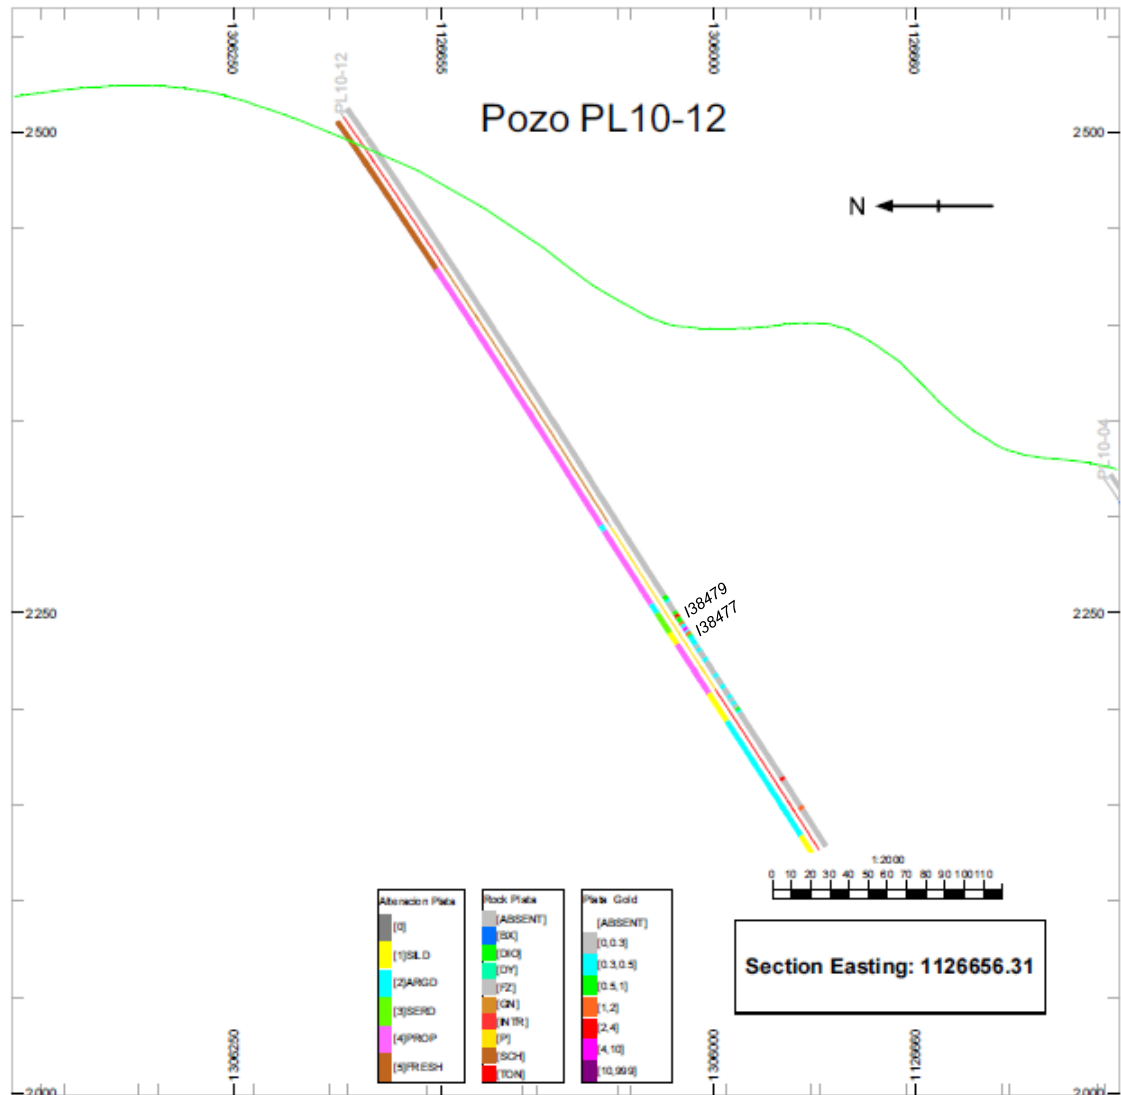 1306250
1126655
1306000
1126660
PL10-12
Pozo PL10-12
2500
2500
N
PL10-04
I38479
I38477
2250
2250
1:2000
0 10 20 30 40 50 60 70 80 90 100 110
Alteracion Plata
[0]
[1]SILD
[2]ARGD
[3]SERD
[4]PROP
[5]FRESH
Rock Plata
[ABSENT]
[BX]
[DIO]
[DY]
[FZ]
[GN]
[INTR]
[P]
[SCH]
[TON]
Plata Gold
[ABSENT]
[0,0.3]
[0.3,0.5]
[0.5,1]
[1,2]
[2,4]
[4,10]
[10,999]
Section Easting: 1126656.31
1306250
1306000
1126660
2000
2000